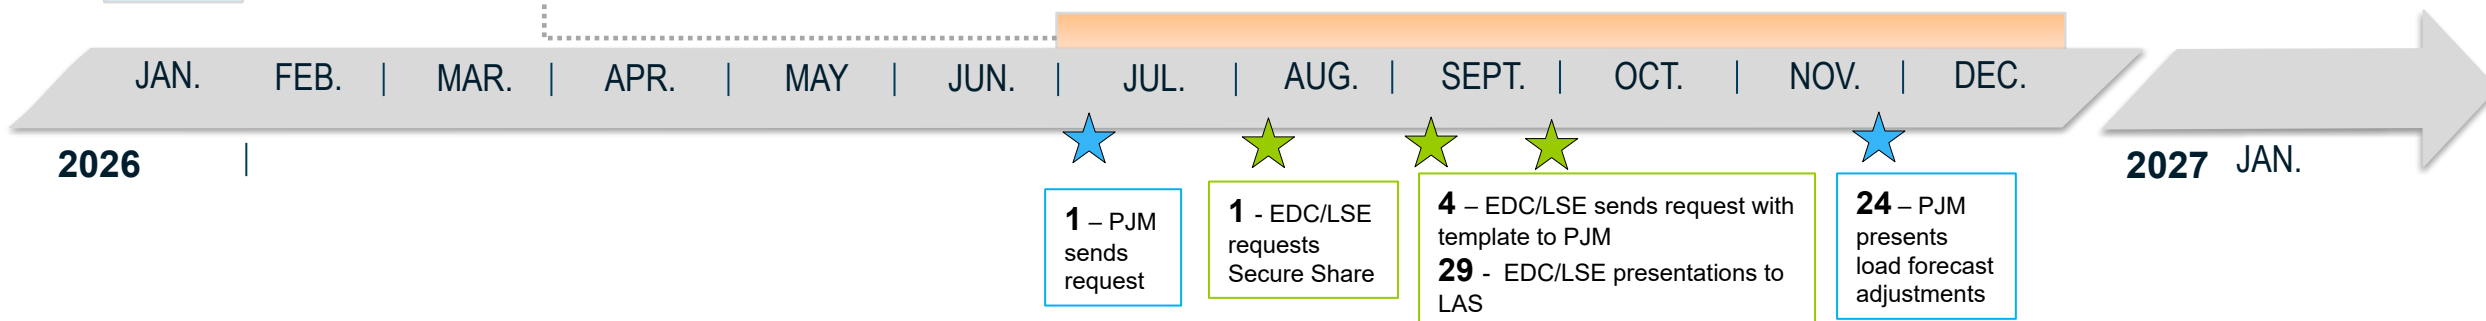 JAN. FEB. | MAR. | APR. | MAY | JUN. | JUL. | AUG. | SEPT. | OCT. | NOV. | DEC.
2026 | 2027 JAN.
1 – PJM
sends
request
1 - EDC/LSE
requests
Secure Share
4 – EDC/LSE sends request with
template to PJM
29 - EDC/LSE presentations to
LAS
24 – PJM
presents
load forecast
adjustments